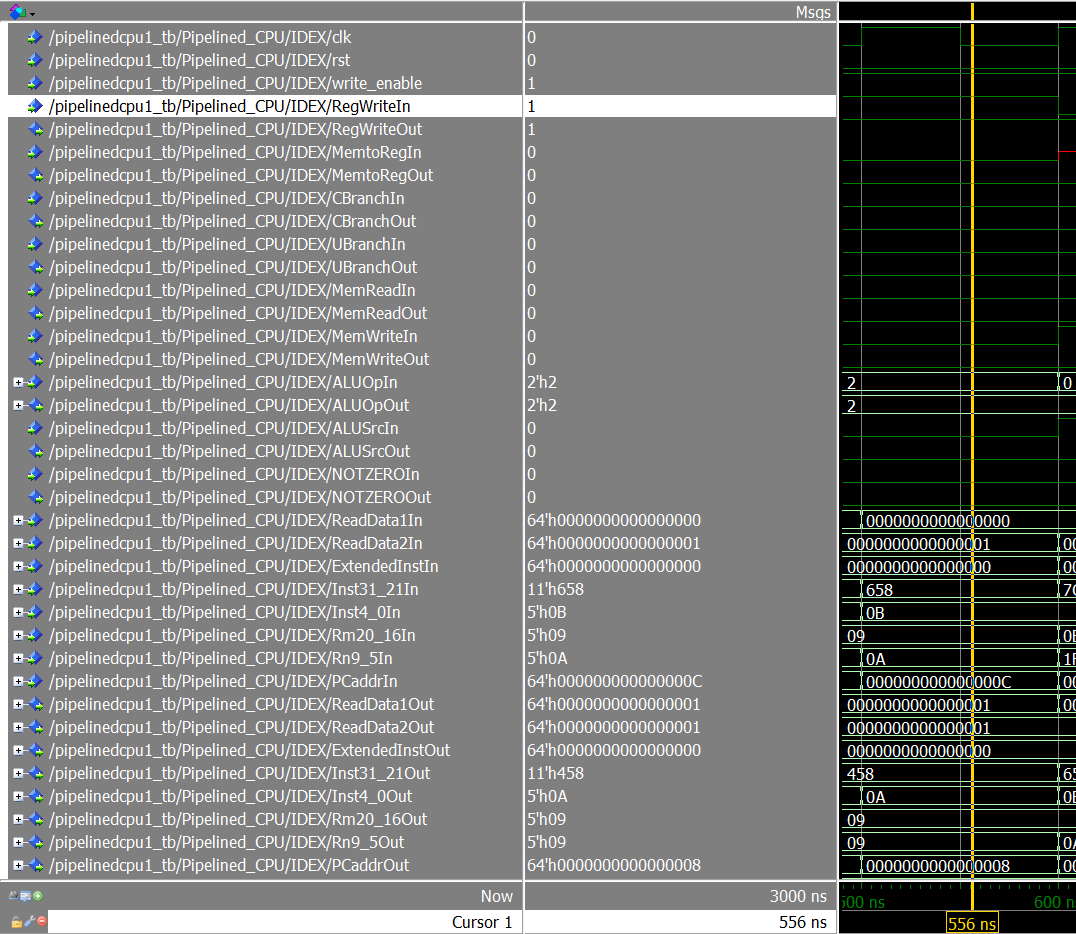 Msgs
/pipelinedcpu1_tb/Pipelined_CPU/IDEX/clk 0
/pipelinedcpu1_tb/Pipelined_CPU/IDEX/rst 0
/pipelinedcpu1_tb/Pipelined_CPU/IDEX/write_enable 1
/pipelinedcpu1_tb/Pipelined_CPU/IDEX/RegWriteIn 1
/pipelinedcpu1_tb/Pipelined_CPU/IDEX/RegWriteOut 1
/pipelinedcpu1_tb/Pipelined_CPU/IDEX/MemtoRegIn 0
/pipelinedcpu1_tb/Pipelined_CPU/IDEX/MemtoRegOut 0
/pipelinedcpu1_tb/Pipelined_CPU/IDEX/CBranchIn 0
/pipelinedcpu1_tb/Pipelined_CPU/IDEX/CBranchOut 0
/pipelinedcpu1_tb/Pipelined_CPU/IDEX/UBranchIn 0
/pipelinedcpu1_tb/Pipelined_CPU/IDEX/UBranchOut 0
/pipelinedcpu1_tb/Pipelined_CPU/IDEX/MemReadIn 0
/pipelinedcpu1_tb/Pipelined_CPU/IDEX/MemReadOut 0
/pipelinedcpu1_tb/Pipelined_CPU/IDEX/MemWriteIn 0
/pipelinedcpu1_tb/Pipelined_CPU/IDEX/MemWriteOut 0
/pipelinedcpu1_tb/Pipelined_CPU/IDEX/ALUOpIn 2'h2 2 0
/pipelinedcpu1_tb/Pipelined_CPU/IDEX/ALUOpOut 2'h2 2
/pipelinedcpu1_tb/Pipelined_CPU/IDEX/ALUSrcIn 0
/pipelinedcpu1_tb/Pipelined_CPU/IDEX/ALUSrcOut 0
/pipelinedcpu1_tb/Pipelined_CPU/IDEX/NOTZEROIn 0
/pipelinedcpu1_tb/Pipelined_CPU/IDEX/NOTZEROOut 0
/pipelinedcpu1_tb/Pipelined_CPU/IDEX/ReadData1In 64'h0000000000000000 0000000000000000
/pipelinedcpu1_tb/Pipelined_CPU/IDEX/ReadData2In 64'h0000000000000001 0000000000000001 00
/pipelinedcpu1_tb/Pipelined_CPU/IDEX/ExtendedInstIn 64'h0000000000000000 0000000000000000 00
/pipelinedcpu1_tb/Pipelined_CPU/IDEX/Inst31_21In 11'h658 658
/pipelinedcpu1_tb/Pipelined_CPU/IDEX/Inst4_0In 5'h0B 0B
/pipelinedcpu1_tb/Pipelined_CPU/IDEX/Rm20_16In 5'h09 09
/pipelinedcpu1_tb/Pipelined_CPU/IDEX/Rn9_5In 5'h0A 0A
/pipelinedcpu1_tb/Pipelined_CPU/IDEX/PCaddrIn 64'h000000000000000C 000000000000000C 00
/pipelinedcpu1_tb/Pipelined_CPU/IDEX/ReadData1Out 64'h0000000000000001 0000000000000001 00
/pipelinedcpu1_tb/Pipelined_CPU/IDEX/ReadData2Out 64'h0000000000000001 0000000000000001
/pipelinedcpu1_tb/Pipelined_CPU/IDEX/ExtendedInstOut 64'h0000000000000000 0000000000000000
/pipelinedcpu1_tb/Pipelined_CPU/IDEX/Inst31_21Out 11'h458 458
/pipelinedcpu1_tb/Pipelined_CPU/IDEX/Inst4_0Out 5'h0A 0A
/pipelinedcpu1_tb/Pipelined_CPU/IDEX/Rm20_16Out 5'h09 09
/pipelinedcpu1_tb/Pipelined_CPU/IDEX/Rn9_5Out 5'h09 09
/pipelinedcpu1_tb/Pipelined_CPU/IDEX/PCaddrOut 64'h0000000000000008 0000000000000008 00
Now 3000 ns 600
Cursor 1 556 ns 556 ns